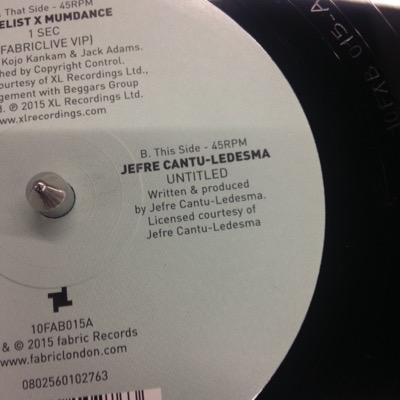 . That Side - 45RPM
ELIST X MUMDANCE
1 SEC
(FABRICLIVE VIP)
Kojo Kankam & Jack Adams.
hed by Copyright Control.
ourtesy of XL Recordings Ltd.,
gement with Beggars Group
d. ℗ 2015 XL Recordings Ltd.
www.xlrecordings.com
B. This Side - 45RPM
JEFRE CANTU-LEDESMA
UNTITLED
Written & produced
by Jefre Cantu-Ledesma.
Licensed courtesy of
Jefre Cantu-Ledesma
10FAB015A
& © 2015 fabric Records
www.fabriclondon.com
0802560102763
10FAB 015_A